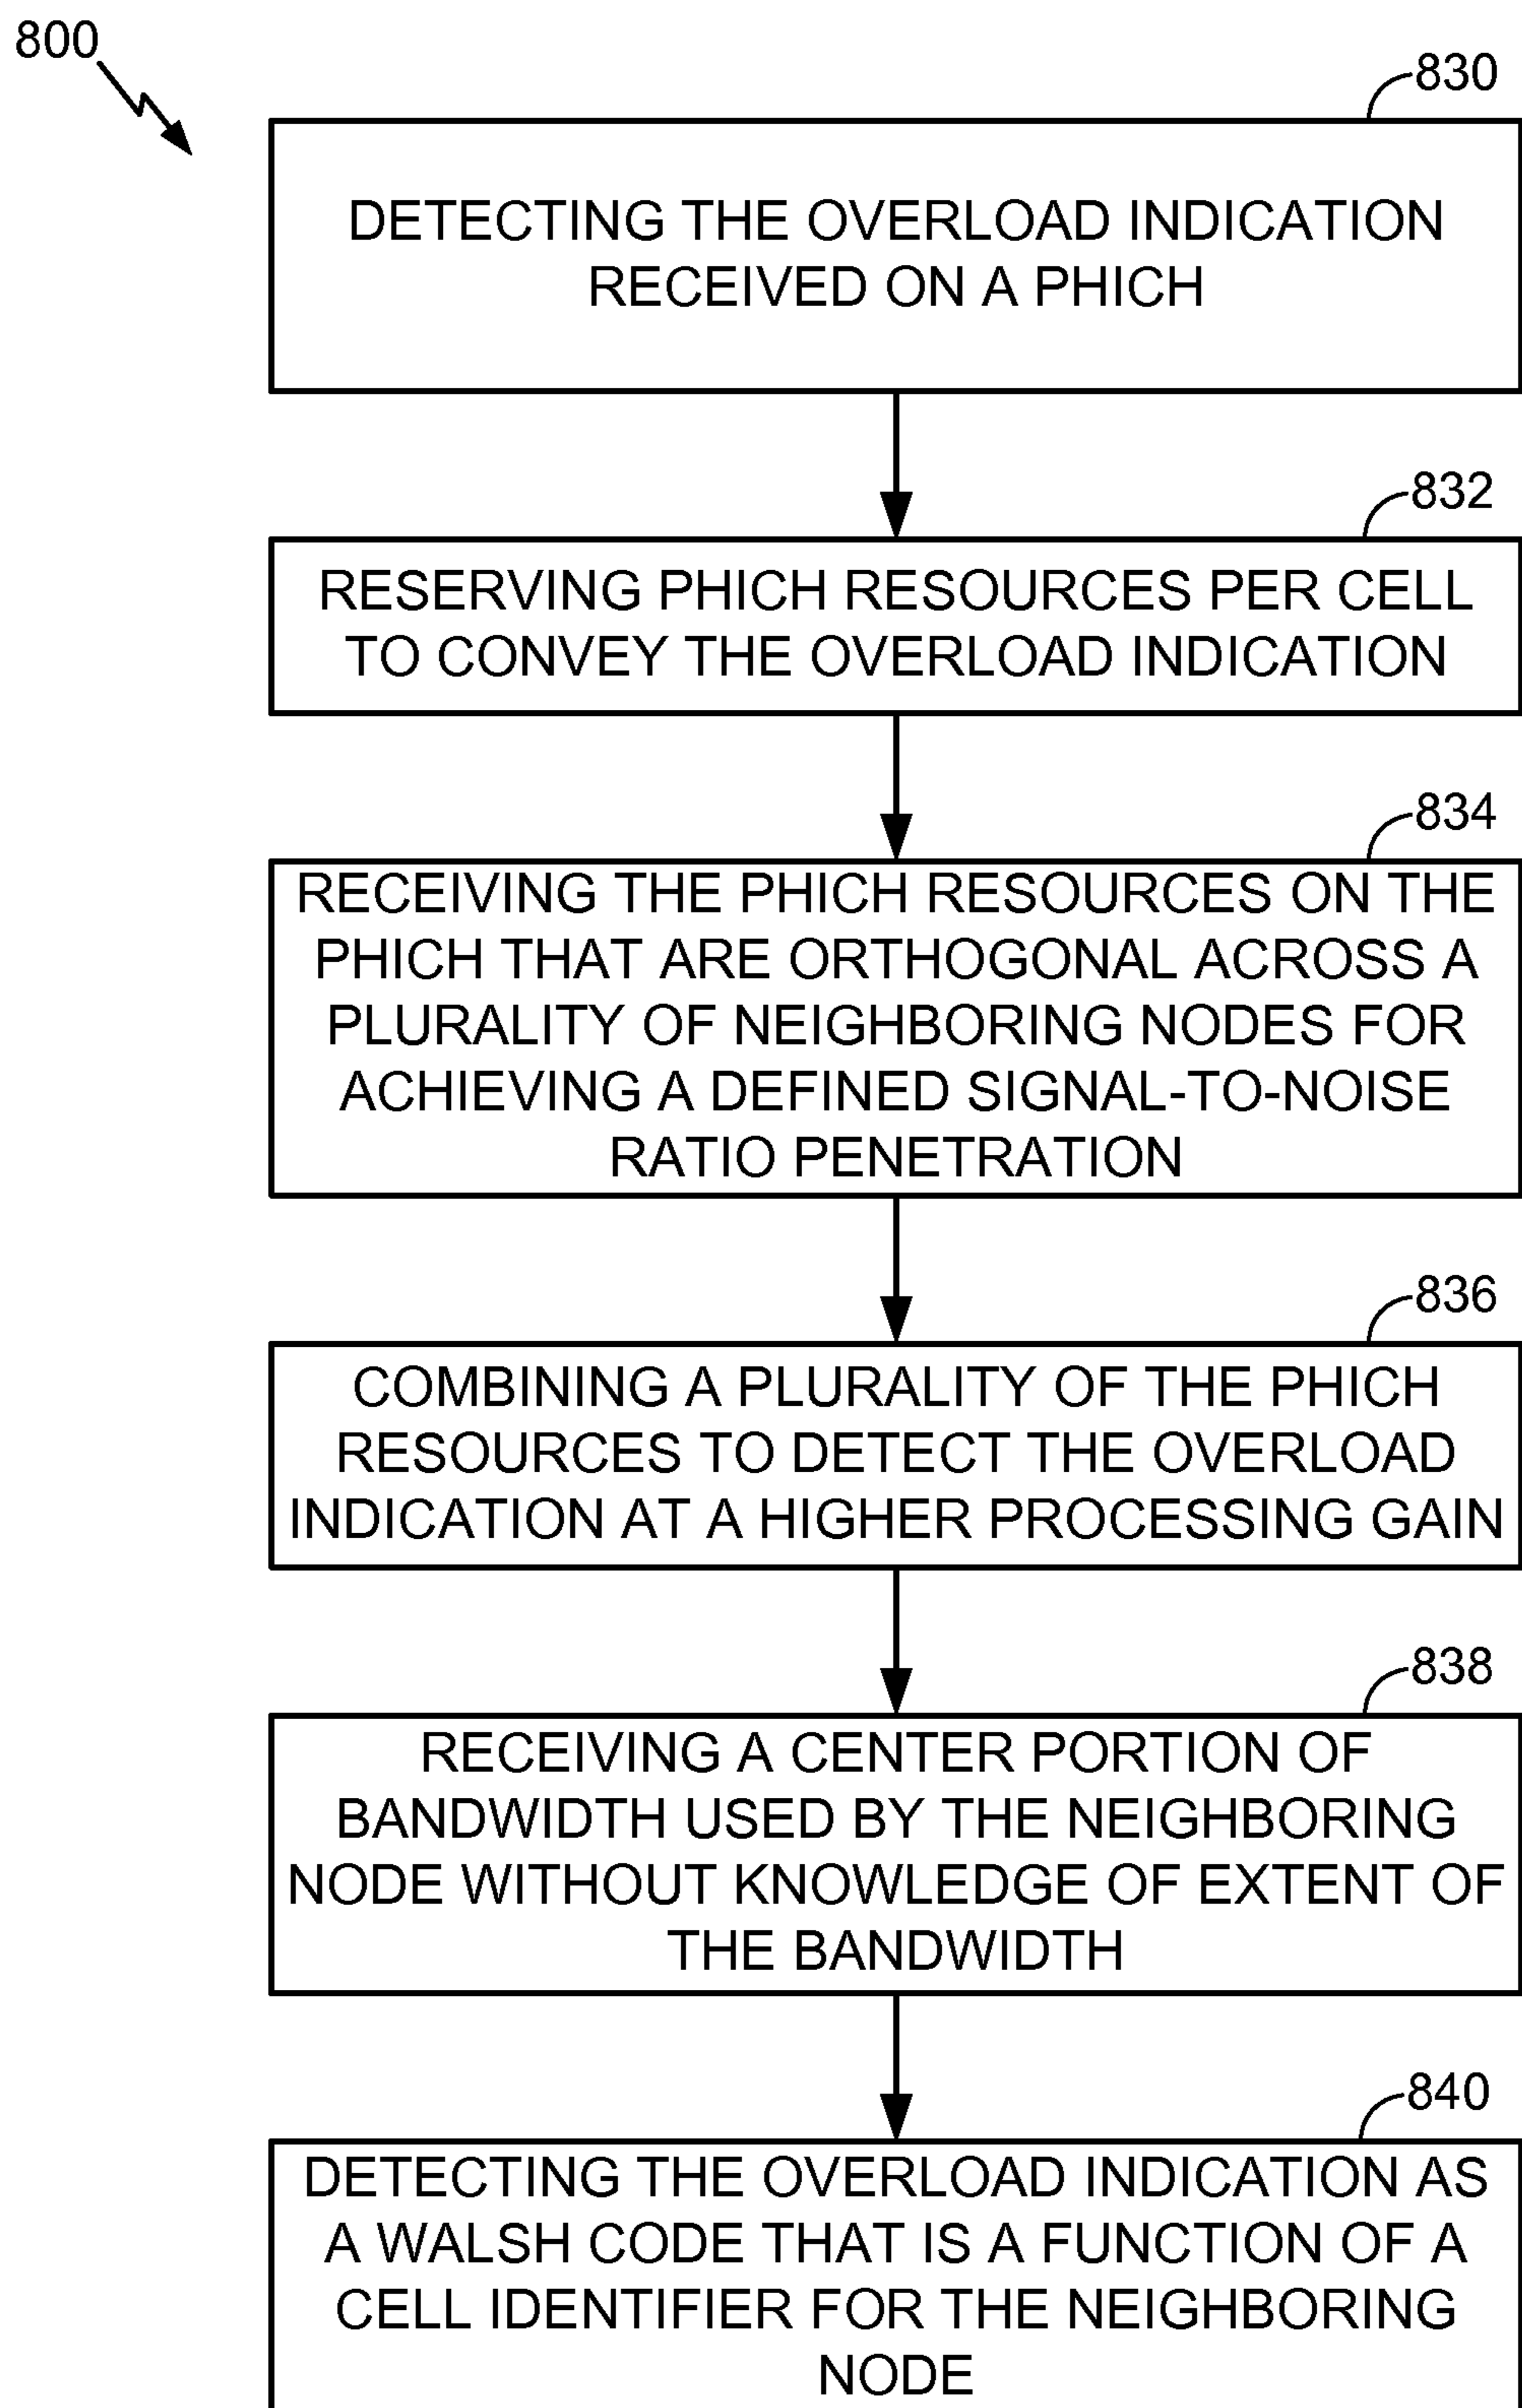 800
830
DETECTING THE OVERLOAD INDICATION
RECEIVED ON A PHICH
832
RESERVING PHICH RESOURCES PER CELL
TO CONVEY THE OVERLOAD INDICATION
834
RECEIVING THE PHICH RESOURCES ON THE
PHICH THAT ARE ORTHOGONAL ACROSS A
PLURALITY OF NEIGHBORING NODES FOR
ACHIEVING A DEFINED SIGNAL-TO-NOISE
RATIO PENETRATION
836
COMBINING A PLURALITY OF THE PHICH
RESOURCES TO DETECT THE OVERLOAD
INDICATION AT A HIGHER PROCESSING GAIN
838
RECEIVING A CENTER PORTION OF
BANDWIDTH USED BY THE NEIGHBORING
NODE WITHOUT KNOWLEDGE OF EXTENT OF
THE BANDWIDTH
840
DETECTING THE OVERLOAD INDICATION AS
A WALSH CODE THAT IS A FUNCTION OF A
CELL IDENTIFIER FOR THE NEIGHBORING
NODE